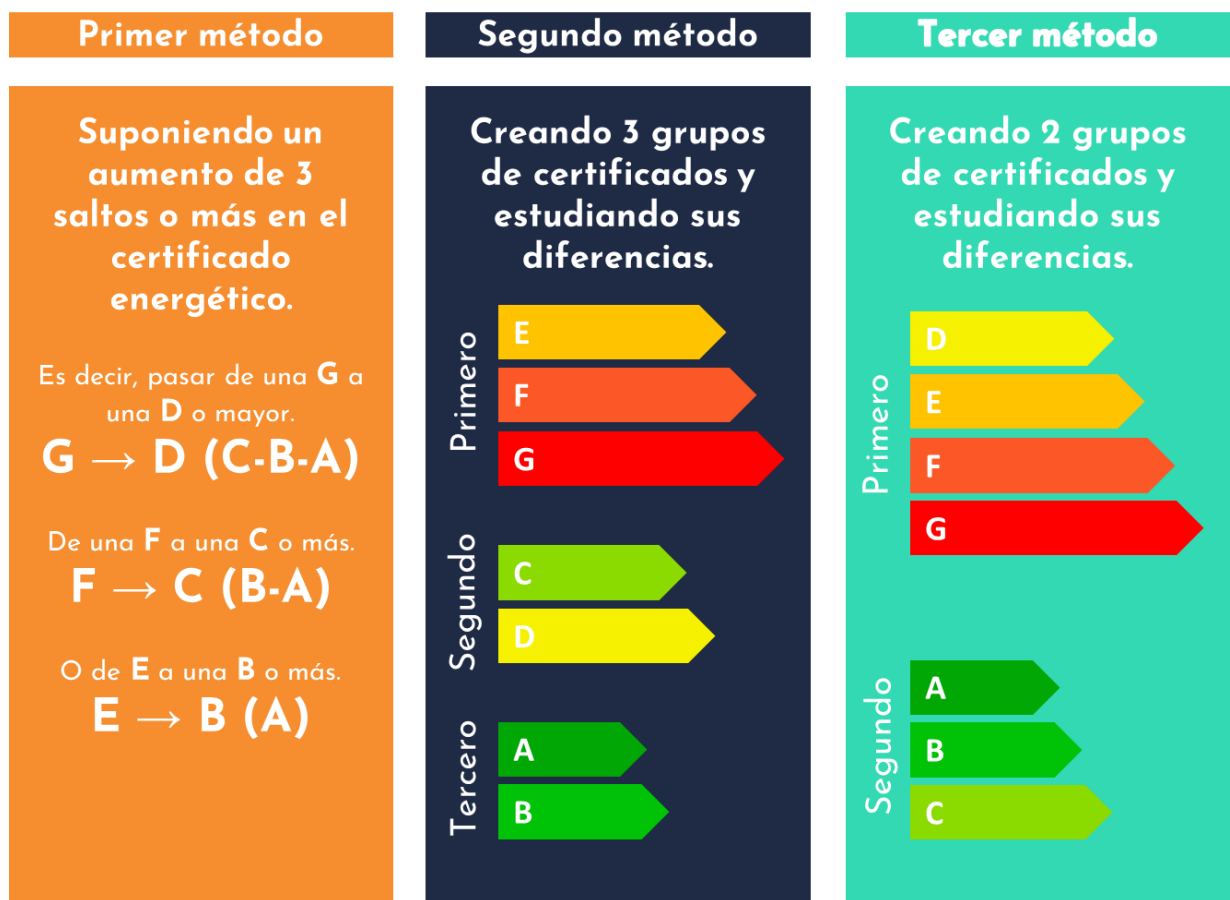 Primer método
Suponiendo un
aumento de 3
saltos o más en el
certificado
energético.
Es decir, pasar de una G a
una D o mayor.
G → D (C-B-A)
De una F a una C o más.
F → C (B-A)
O de E a una B o más.
E → B (A)
Segundo método
Creando 3 grupos
de certificados y
estudiando sus
diferencias.
Primero
E
F
G
Segundo
C
D
Tercero
A
B
Tercer método
Creando 2 grupos
de certificados y
estudiando sus
diferencias.
Primero
D
E
F
G
Segundo
A
B
C